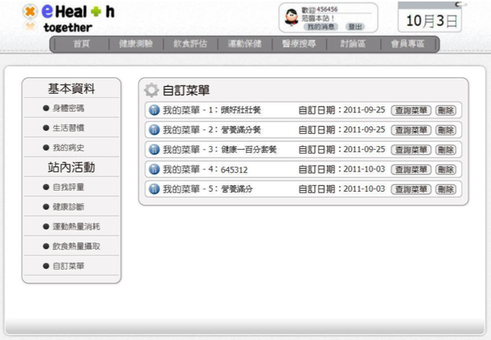 eHealth
together
歡迎 456456
蒞臨本站！
我的消息 登出
10月3日
首頁 健康測驗 飲食評估 運動保健 醫療搜尋 討論區 會員專區
基本資料
身體密碼
生活習慣
我的病史
站內活動
自我評量
健康診斷
運動熱量消耗
飲食熱量攝取
自訂菜單
自訂菜單
我的菜單 - 1：頭好壯壯餐 自訂日期：2011-09-25 查詢菜單 刪除
我的菜單 - 2：營養滿分餐 自訂日期：2011-09-25 查詢菜單 刪除
我的菜單 - 3：健康一百分套餐 自訂日期：2011-09-25 查詢菜單 刪除
我的菜單 - 4：645312 自訂日期：2011-10-03 查詢菜單 刪除
我的菜單 - 5：營養滿分 自訂日期：2011-10-03 查詢菜單 刪除